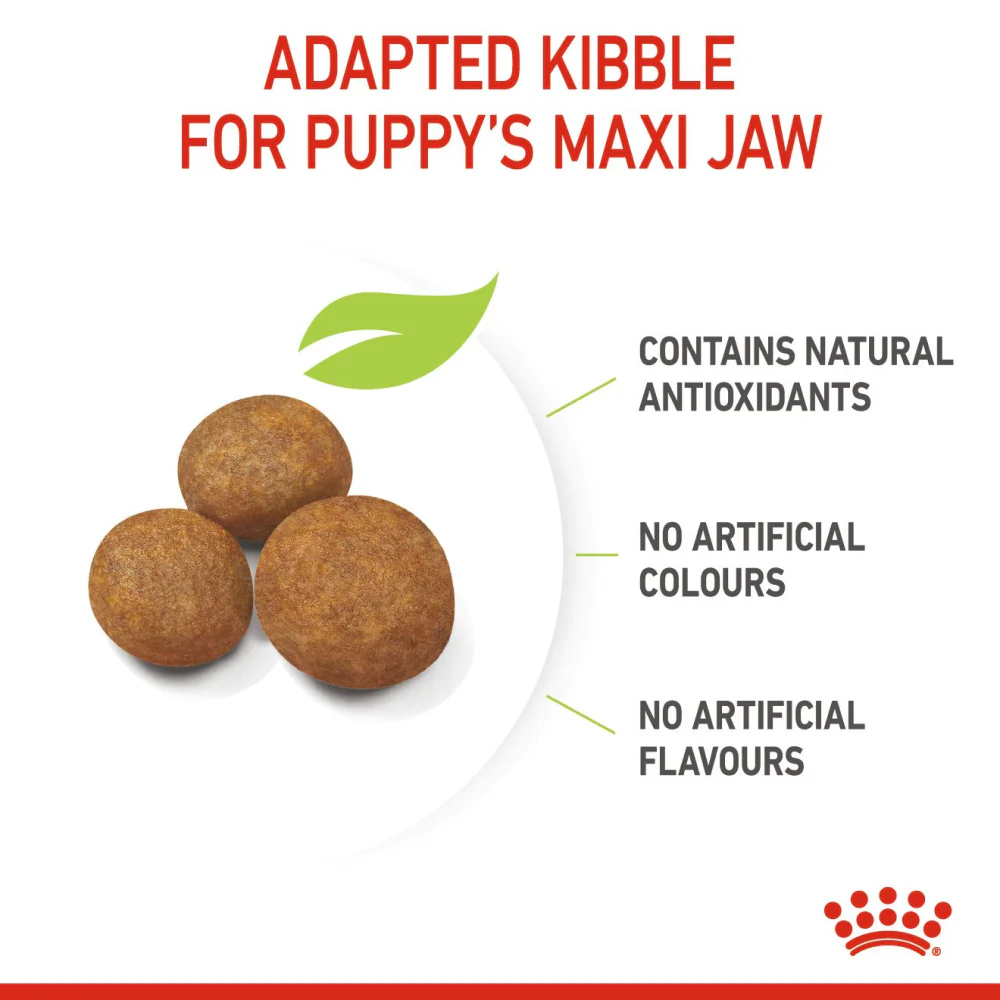 ADAPTED KIBBLE
FOR PUPPY'S MAXI JAW
CONTAINS NATURAL
ANTIOXIDANTS
NO ARTIFICIAL
COLOURS
NO ARTIFICIAL
FLAVOURS
®